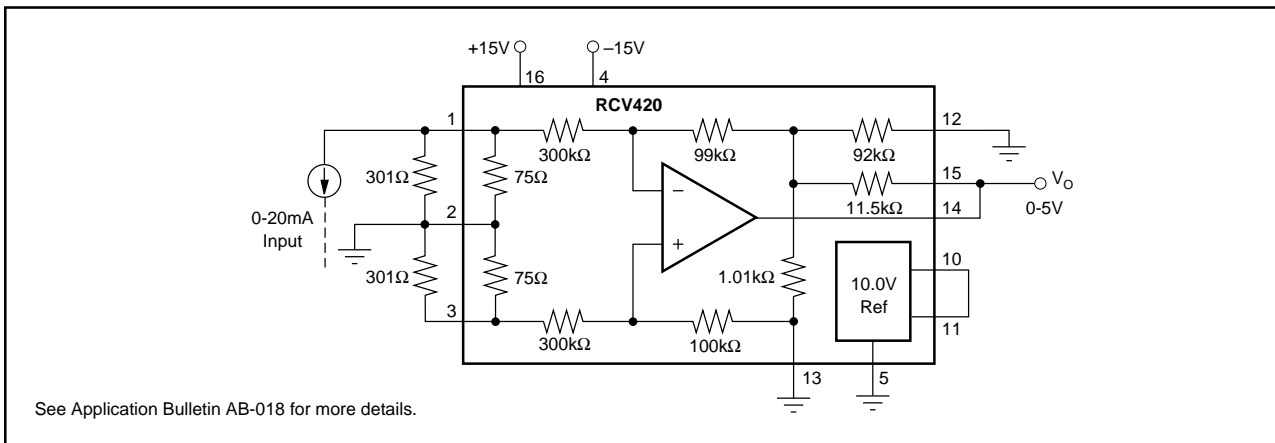 +15V
–15V
16
4
RCV420
1
12
300kΩ
99kΩ
92kΩ
301Ω
75Ω
15
VO
11.5kΩ
0-5V
2
14
0-20mA
Input
10
301Ω
75Ω
1.01kΩ
10.0V
Ref
3
11
300kΩ
100kΩ
13
5
See Application Bulletin AB-018 for more details.